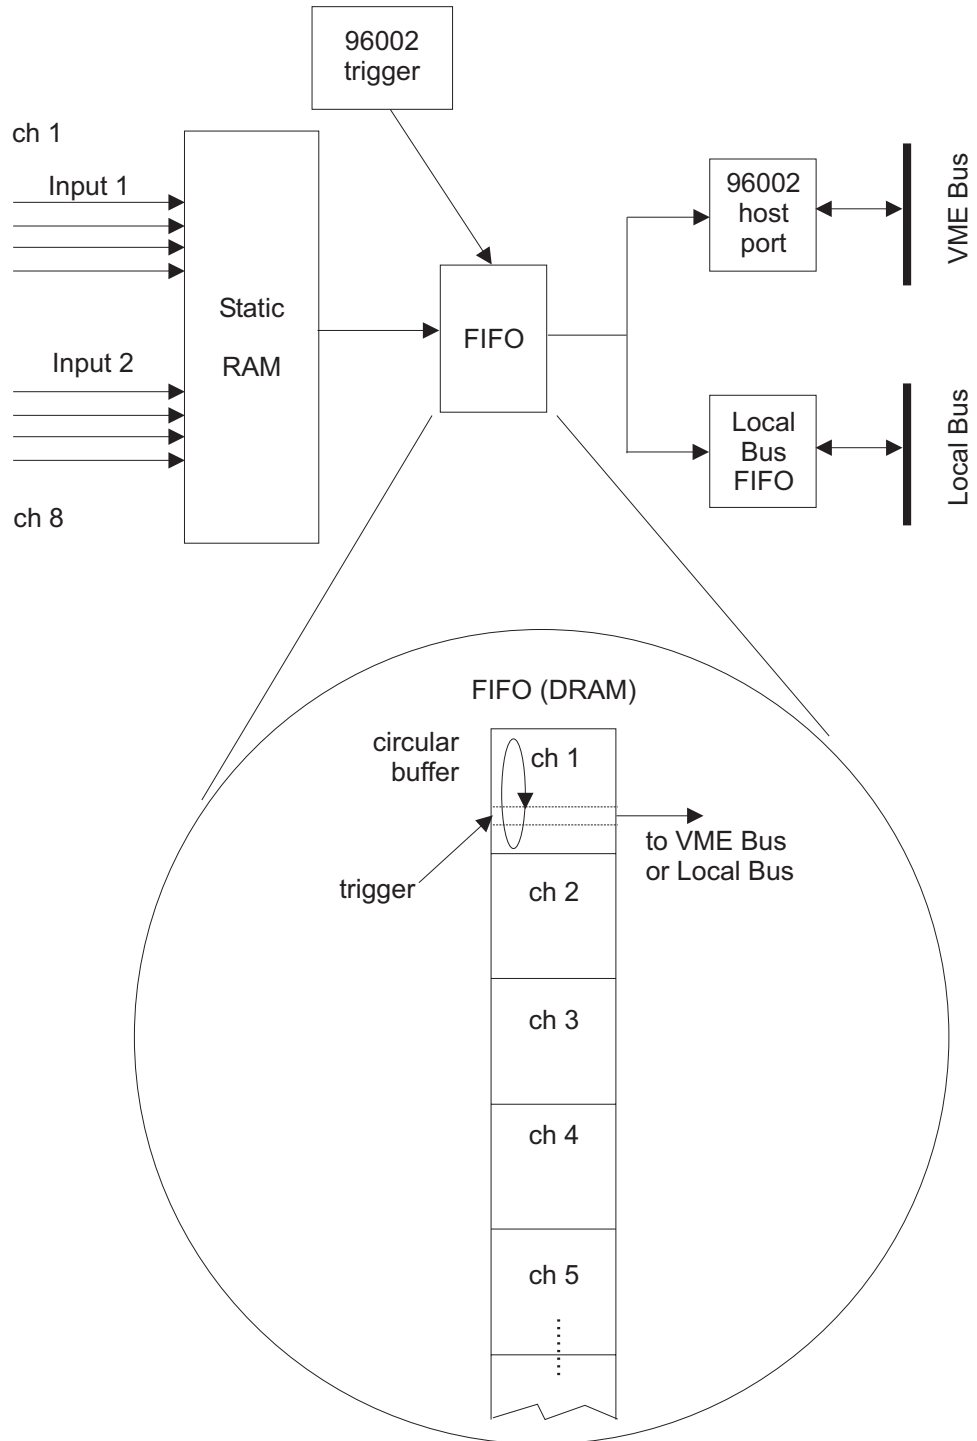 96002
trigger
ch 1
Input 1
Static
RAM
Input 2
ch 8
FIFO
96002
host
port
VME Bus
Local
Bus
FIFO
Local Bus
FIFO (DRAM)
circular
buffer
ch 1
trigger
to VME Bus
or Local Bus
ch 2
ch 3
ch 4
ch 5